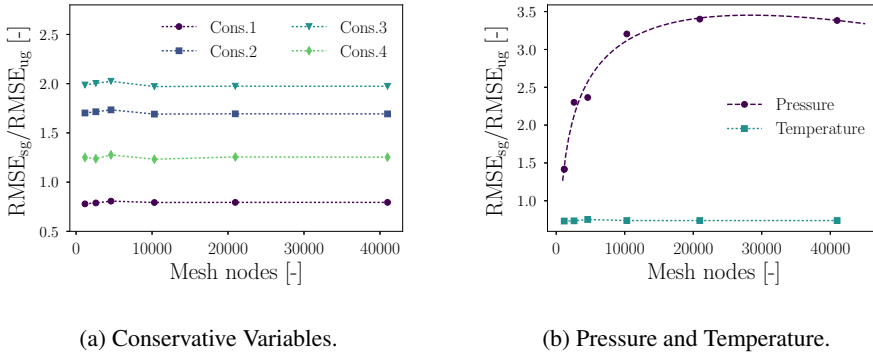 RMSE_sg/RMSE_ug [-]
2.5
2.0
1.5
1.0
0.5
Cons.1
Cons.2
Cons.3
Cons.4
0 10000 20000 30000 40000
Mesh nodes [-]
(a) Conservative Variables.
RMSE_sg/RMSE_ug [-]
3.5
3.0
2.5
2.0
1.5
1.0
Pressure
Temperature
0 10000 20000 30000 40000
Mesh nodes [-]
(b) Pressure and Temperature.